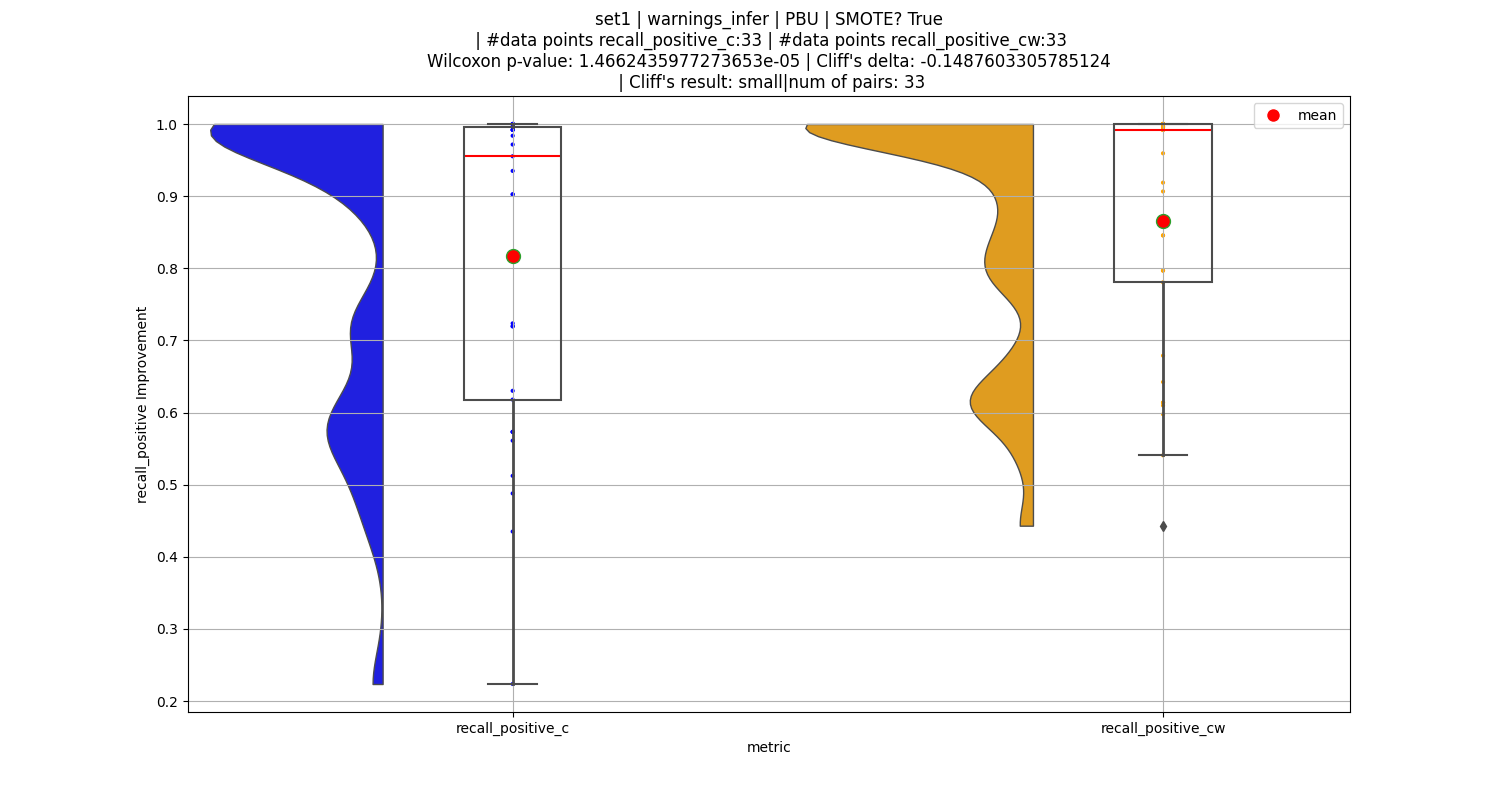 set1 | warnings_infer | PBU | SMOTE? True
| #data points recall_positive_c:33 | #data points recall_positive_cw:33
Wilcoxon p-value: 1.4662435977273653e-05 | Cliff's delta: -0.1487603305785124
| Cliff's result: small|num of pairs: 33
mean
1.0
0.9
0.8
0.7
0.6
0.5
0.4
0.3
0.2
recall_positive Improvement
recall_positive_c
recall_positive_cw
metric